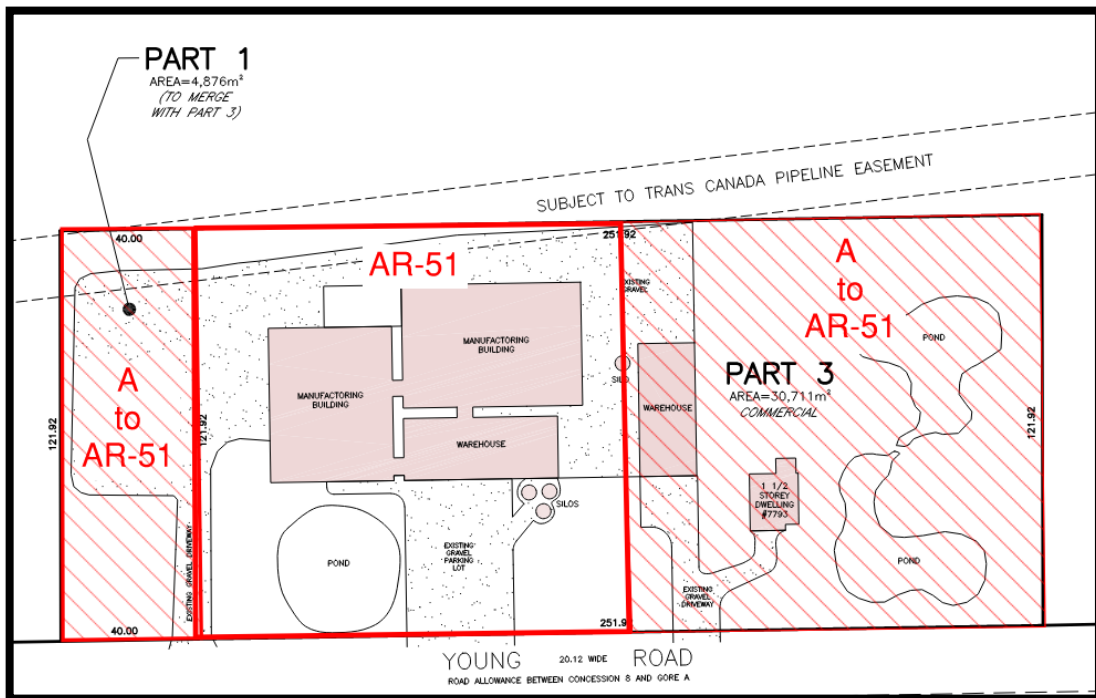 PART 1
AREA=4,876m²
(TO MERGE
WITH PART 3)
SUBJECT TO TRANS CANADA PIPELINE EASEMENT
40.00
251.92
AR-51
A
to
AR-51
EXISTING
GRAVEL
POND
MANUFACTORING
BUILDING
MANUFACTORING
BUILDING
SILO
PART 3
AREA=30,711m²
COMMERCIAL
A
to
AR-51
121.92
121.92
121.92
WAREHOUSE
WAREHOUSE
1 1/2
STOREY
DWELLING
#7793
SILOS
EXISTING
GRAVEL
PARKING
LOT
POND
POND
EXISTING GRAVEL DRIVEWAY
EXISTING
GRAVEL
DRIVEWAY
40.00
251.9
YOUNG 20.12 WIDE ROAD
ROAD ALLOWANCE BETWEEN CONCESSION 8 AND GORE A